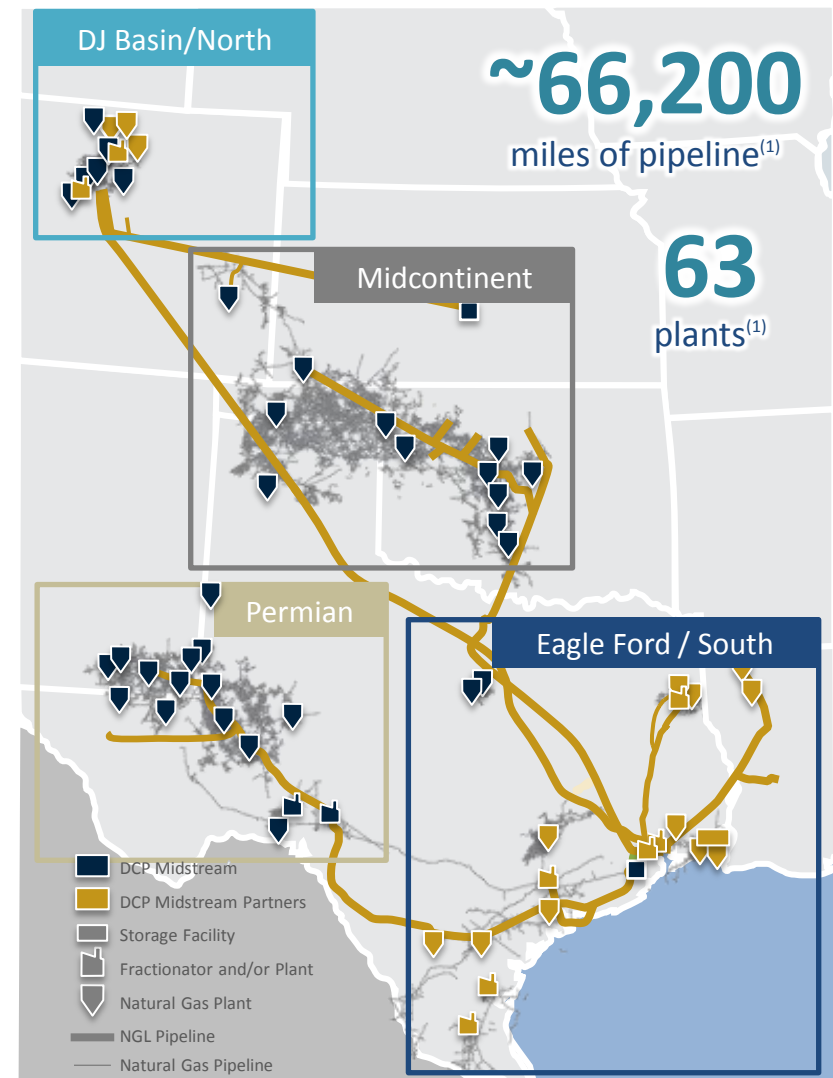 DJ Basin/North
~66,200
miles of pipeline(1)
63
plants(1)
Midcontinent
Permian
Eagle Ford / South
DCP Midstream
DCP Midstream Partners
Storage Facility
Fractionator and/or Plant
Natural Gas Plant
NGL Pipeline
Natural Gas Pipeline